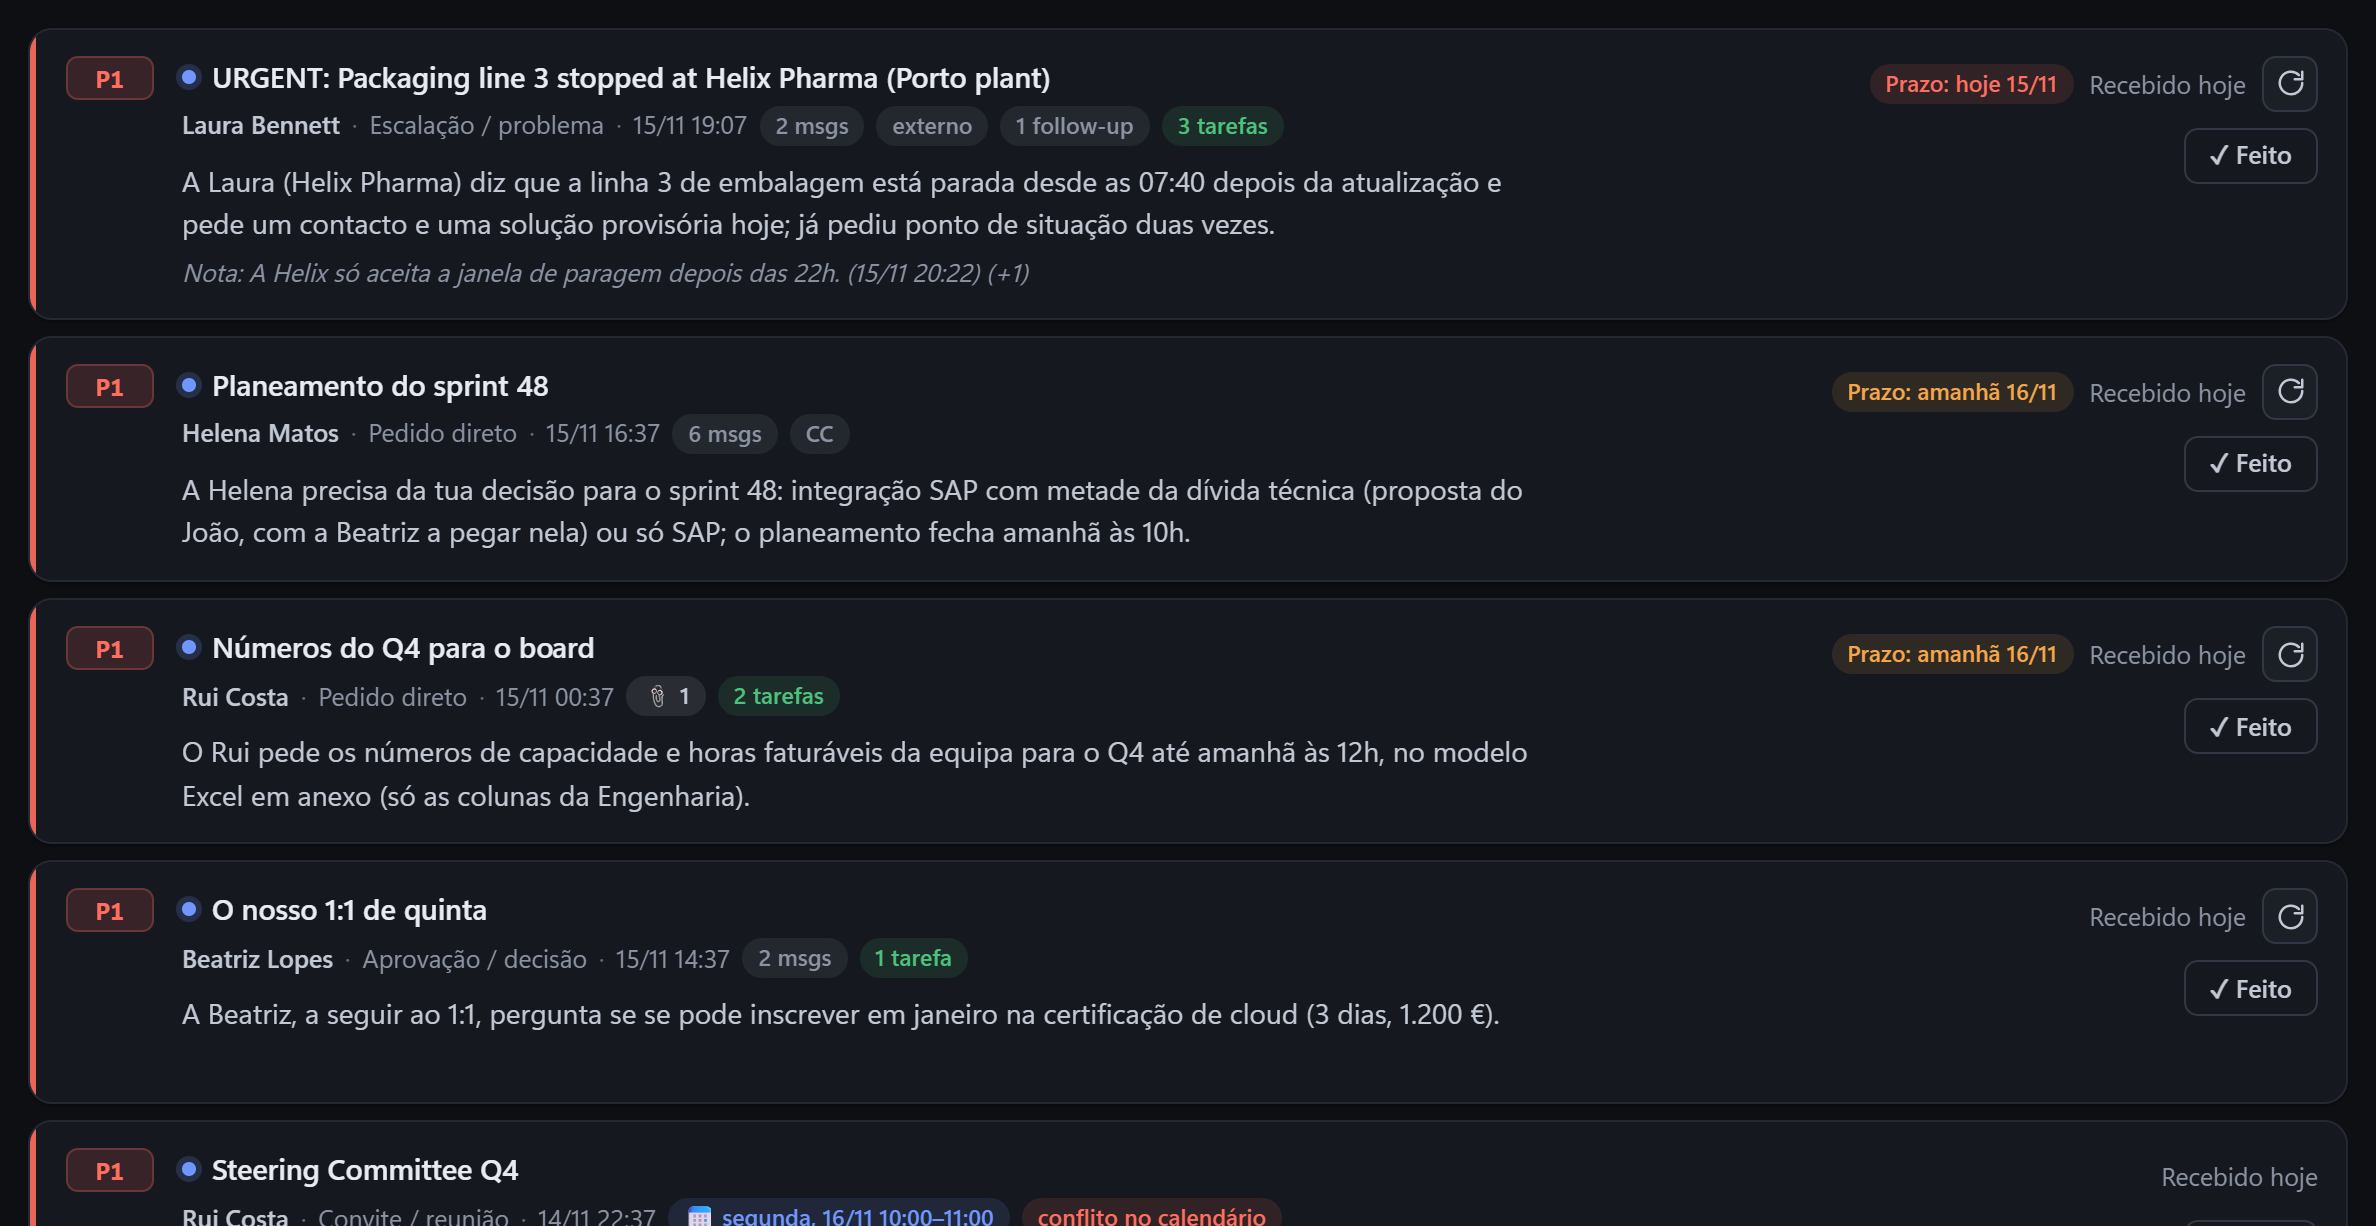 P1 URGENT: Packaging line 3 stopped at Helix Pharma (Porto plant) Prazo: hoje 15/11 Recebido hoje
Laura Bennett · Escalação / problema · 15/11 19:07 2 msgs externo 1 follow-up 3 tarefas
✓ Feito
A Laura (Helix Pharma) diz que a linha 3 de embalagem está parada desde as 07:40 depois da atualização e
pede um contacto e uma solução provisória hoje; já pediu ponto de situação duas vezes.
Nota: A Helix só aceita a janela de paragem depois das 22h. (15/11 20:22) (+1)
P1 Planeamento do sprint 48 Prazo: amanhã 16/11 Recebido hoje
Helena Matos · Pedido direto · 15/11 16:37 6 msgs CC
✓ Feito
A Helena precisa da tua decisão para o sprint 48: integração SAP com metade da dívida técnica (proposta do
João, com a Beatriz a pegar nela) ou só SAP; o planeamento fecha amanhã às 10h.
P1 Números do Q4 para o board Prazo: amanhã 16/11 Recebido hoje
Rui Costa · Pedido direto · 15/11 00:37 1 2 tarefas
✓ Feito
O Rui pede os números de capacidade e horas faturáveis da equipa para o Q4 até amanhã às 12h, no modelo
Excel em anexo (só as colunas da Engenharia).
P1 O nosso 1:1 de quinta Recebido hoje
Beatriz Lopes · Aprovação / decisão · 15/11 14:37 2 msgs 1 tarefa
✓ Feito
A Beatriz, a seguir ao 1:1, pergunta se se pode inscrever em janeiro na certificação de cloud (3 dias, 1.200 €).
P1 Steering Committee Q4 Recebido hoje
Rui Costa · Convite / reunião · 14/11 22:37 segunda, 16/11 10:00–11:00 conflito no calendário